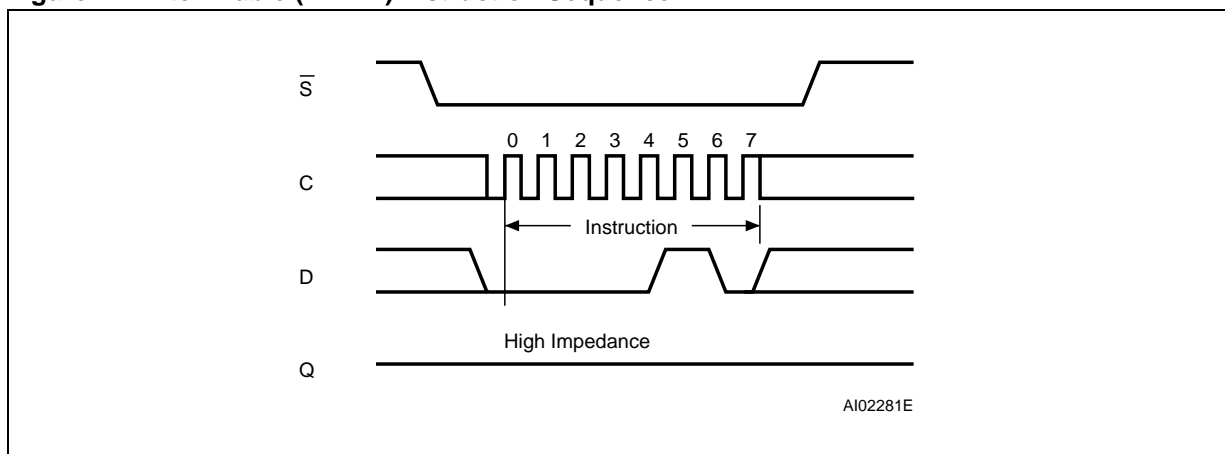 S̅
0 1 2 3 4 5 6 7
C
Instruction
D
High Impedance
Q
AI02281E